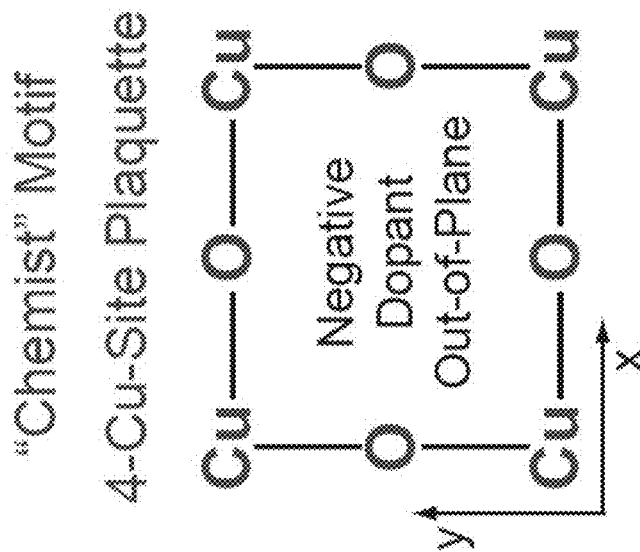 "Chemist" Motif
4-Cu-Site Plaquette
Cu O Cu
Negative
O Dopant O
Out-of-Plane
Cu O Cu
y
x